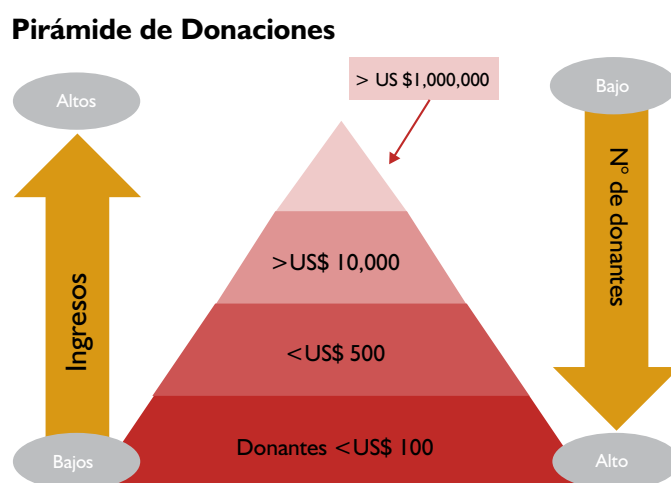 Pirámide de Donaciones
> US $1,000,000
Altos
Bajo
Ingresos
N° de donantes
>US$ 10,000
<US$ 500
Donantes <US$ 100
Bajos
Alto